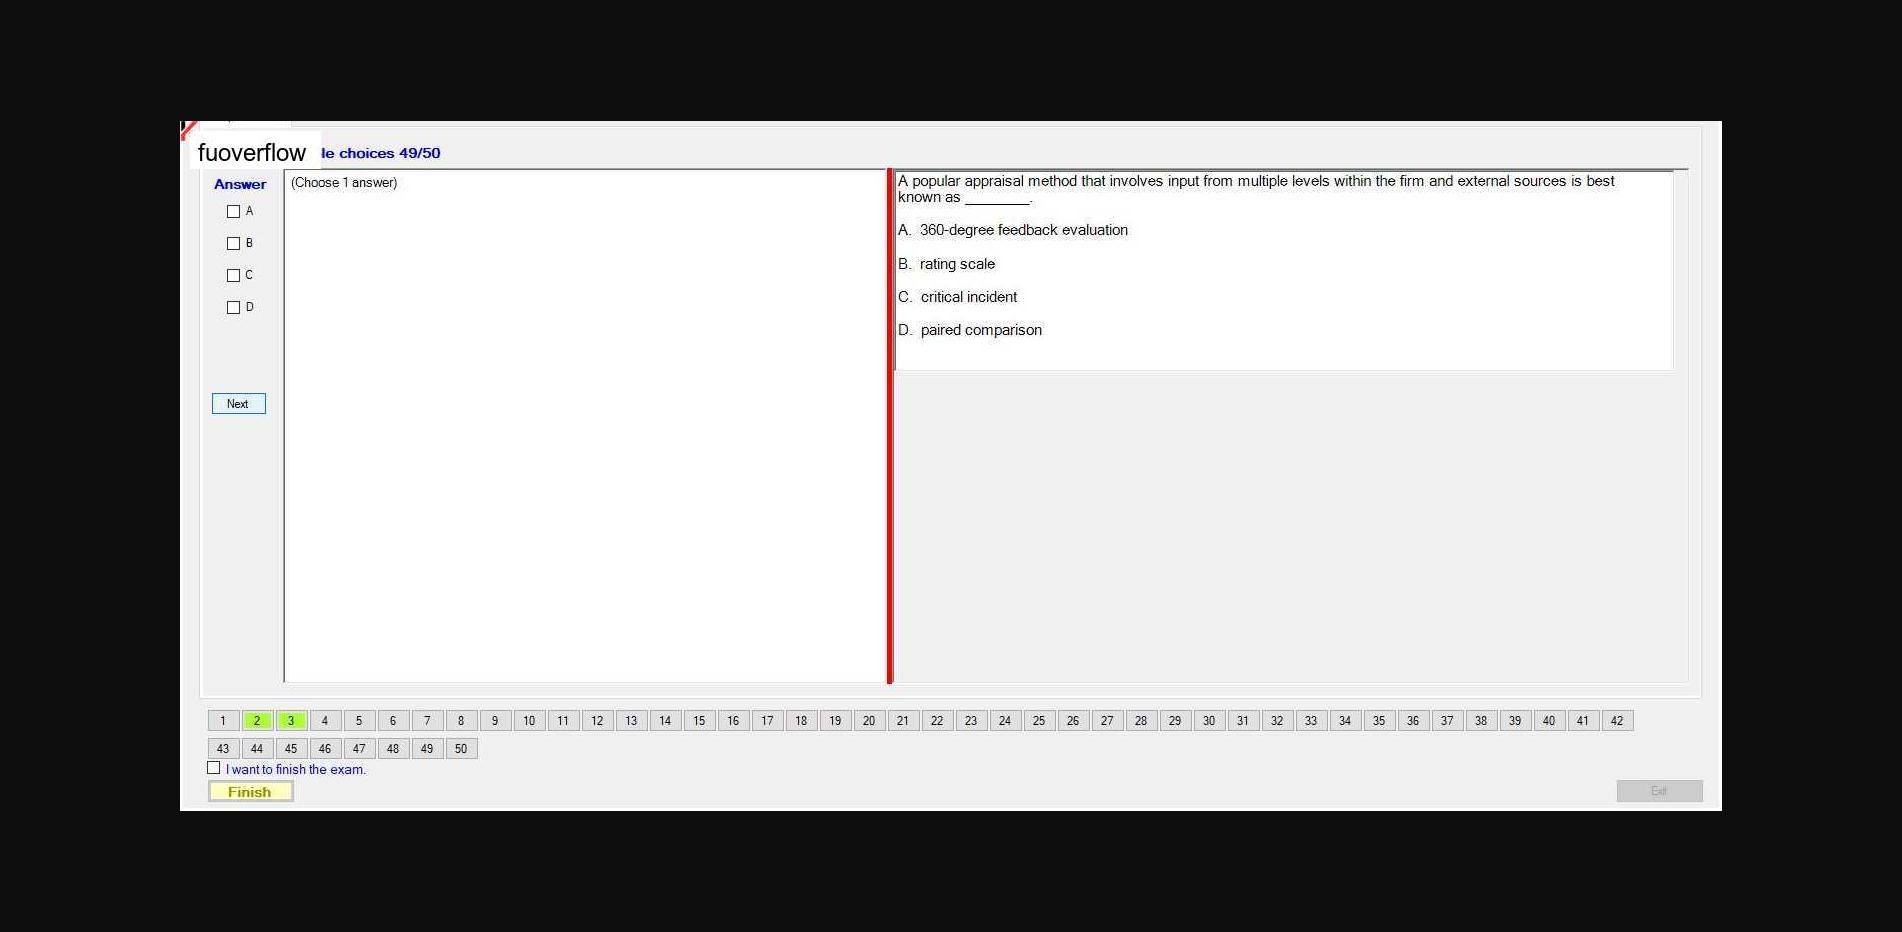 fuoverflow
le choices 49/50
Answer
(Choose 1 answer)
A
B
C
D
Next
A popular appraisal method that involves input from multiple levels within the firm and external sources is best
known as ________.
A. 360-degree feedback evaluation
B. rating scale
C. critical incident
D. paired comparison
1 2 3 4 5 6 7 8 9 10 11 12 13 14 15 16 17 18 19 20 21 22 23 24 25 26 27 28 29 30 31 32 33 34 35 36 37 38 39 40 41 42
43 44 45 46 47 48 49 50
I want to finish the exam.
Finish
Exit